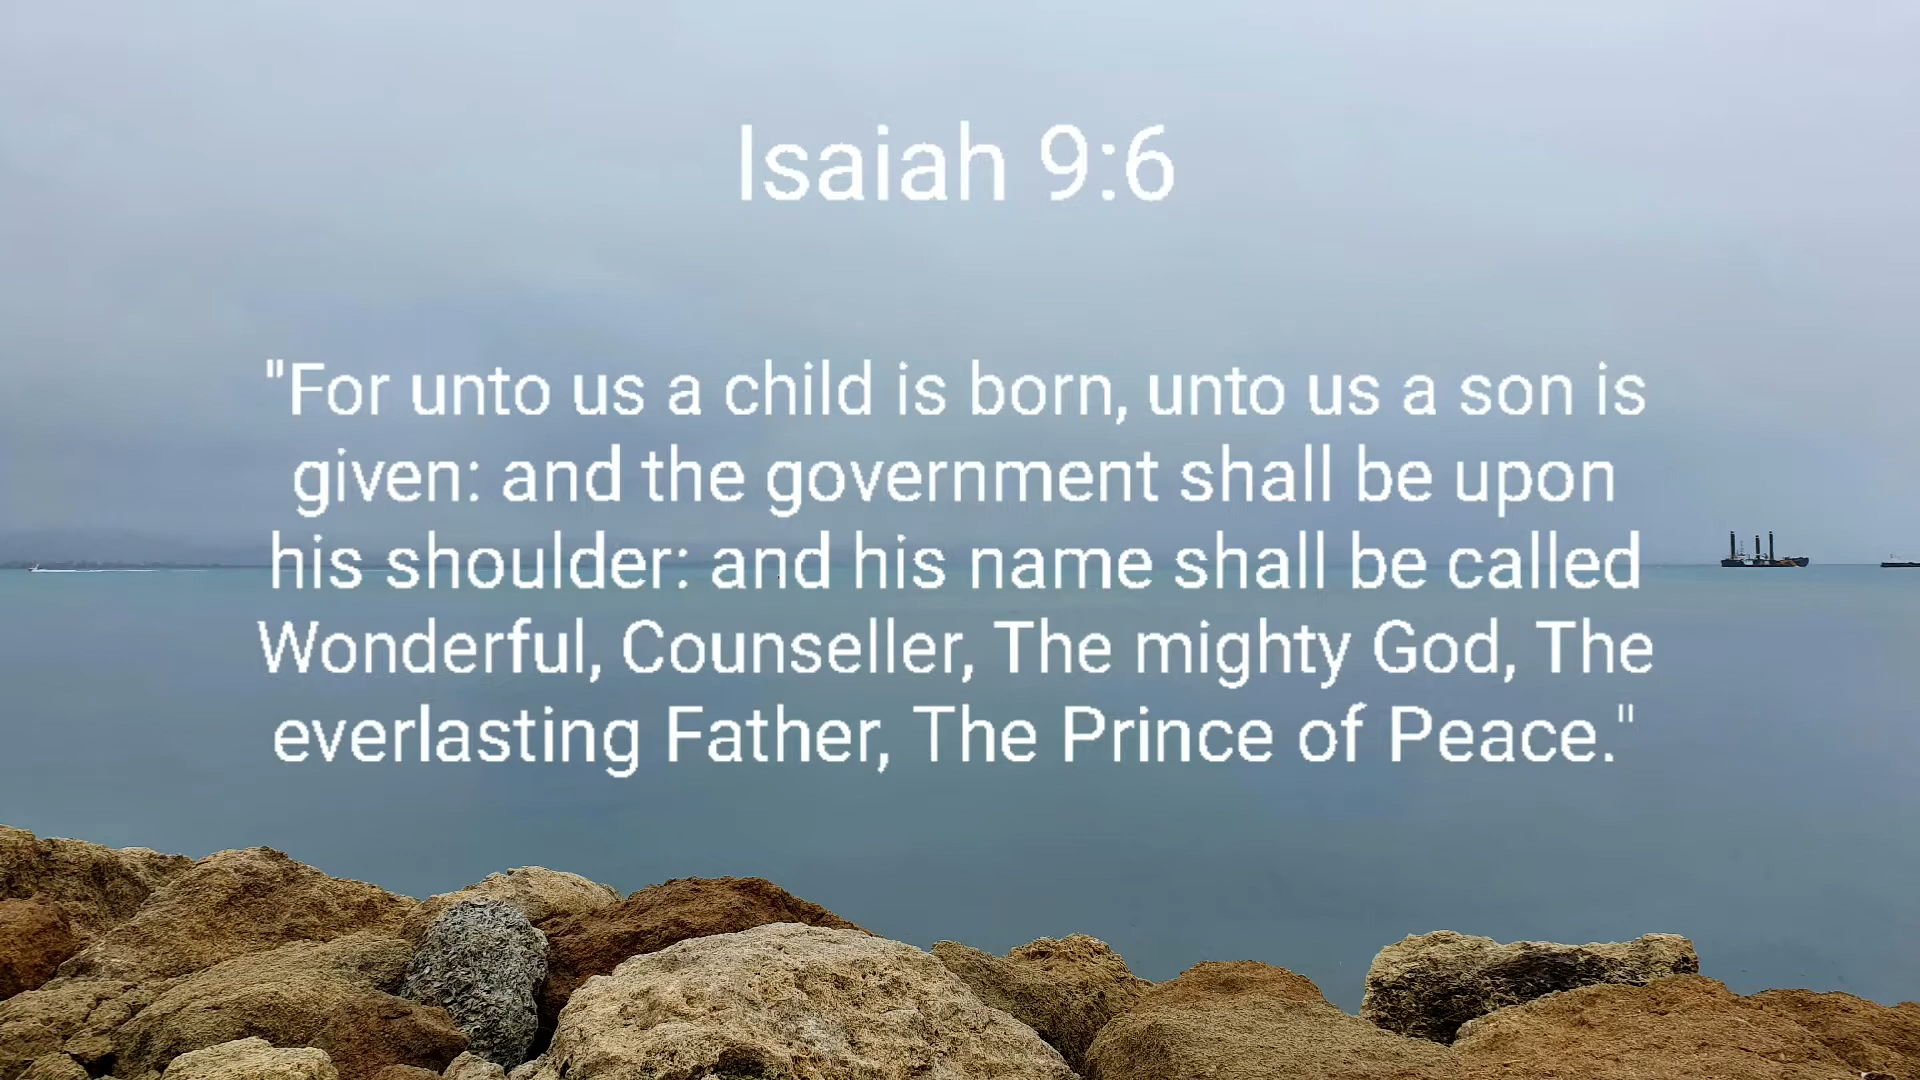 Isaiah 9:6
"For unto us a child is born, unto us a son is
given: and the government shall be upon
his shoulder: and his name shall be called
Wonderful, Counseller, The mighty God, The
everlasting Father, The Prince of Peace."